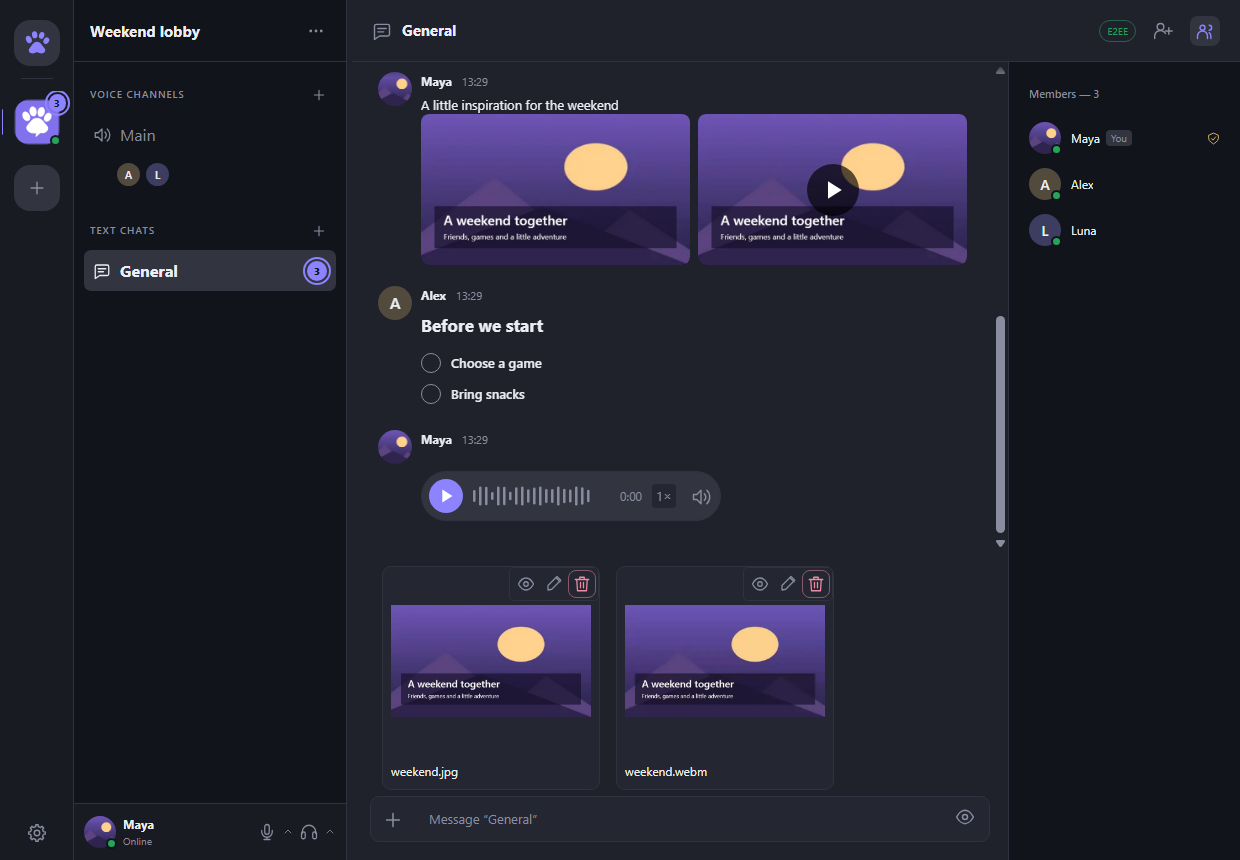 Weekend lobby
3
VOICE CHANNELS
Main
A
L
TEXT CHATS
General
3
Maya
Online
General
E2EE
Maya 13:29
A little inspiration for the weekend
A weekend together
Friends, games and a little adventure
A weekend together
Friends, games and a little adventure
A
Alex 13:29
Before we start
Choose a game
Bring snacks
Maya 13:29
0:00 1×
A weekend together
Friends, games and a little adventure
weekend.jpg
A weekend together
Friends, games and a little adventure
weekend.webm
Message “General”
Members — 3
Maya You
A Alex
L Luna